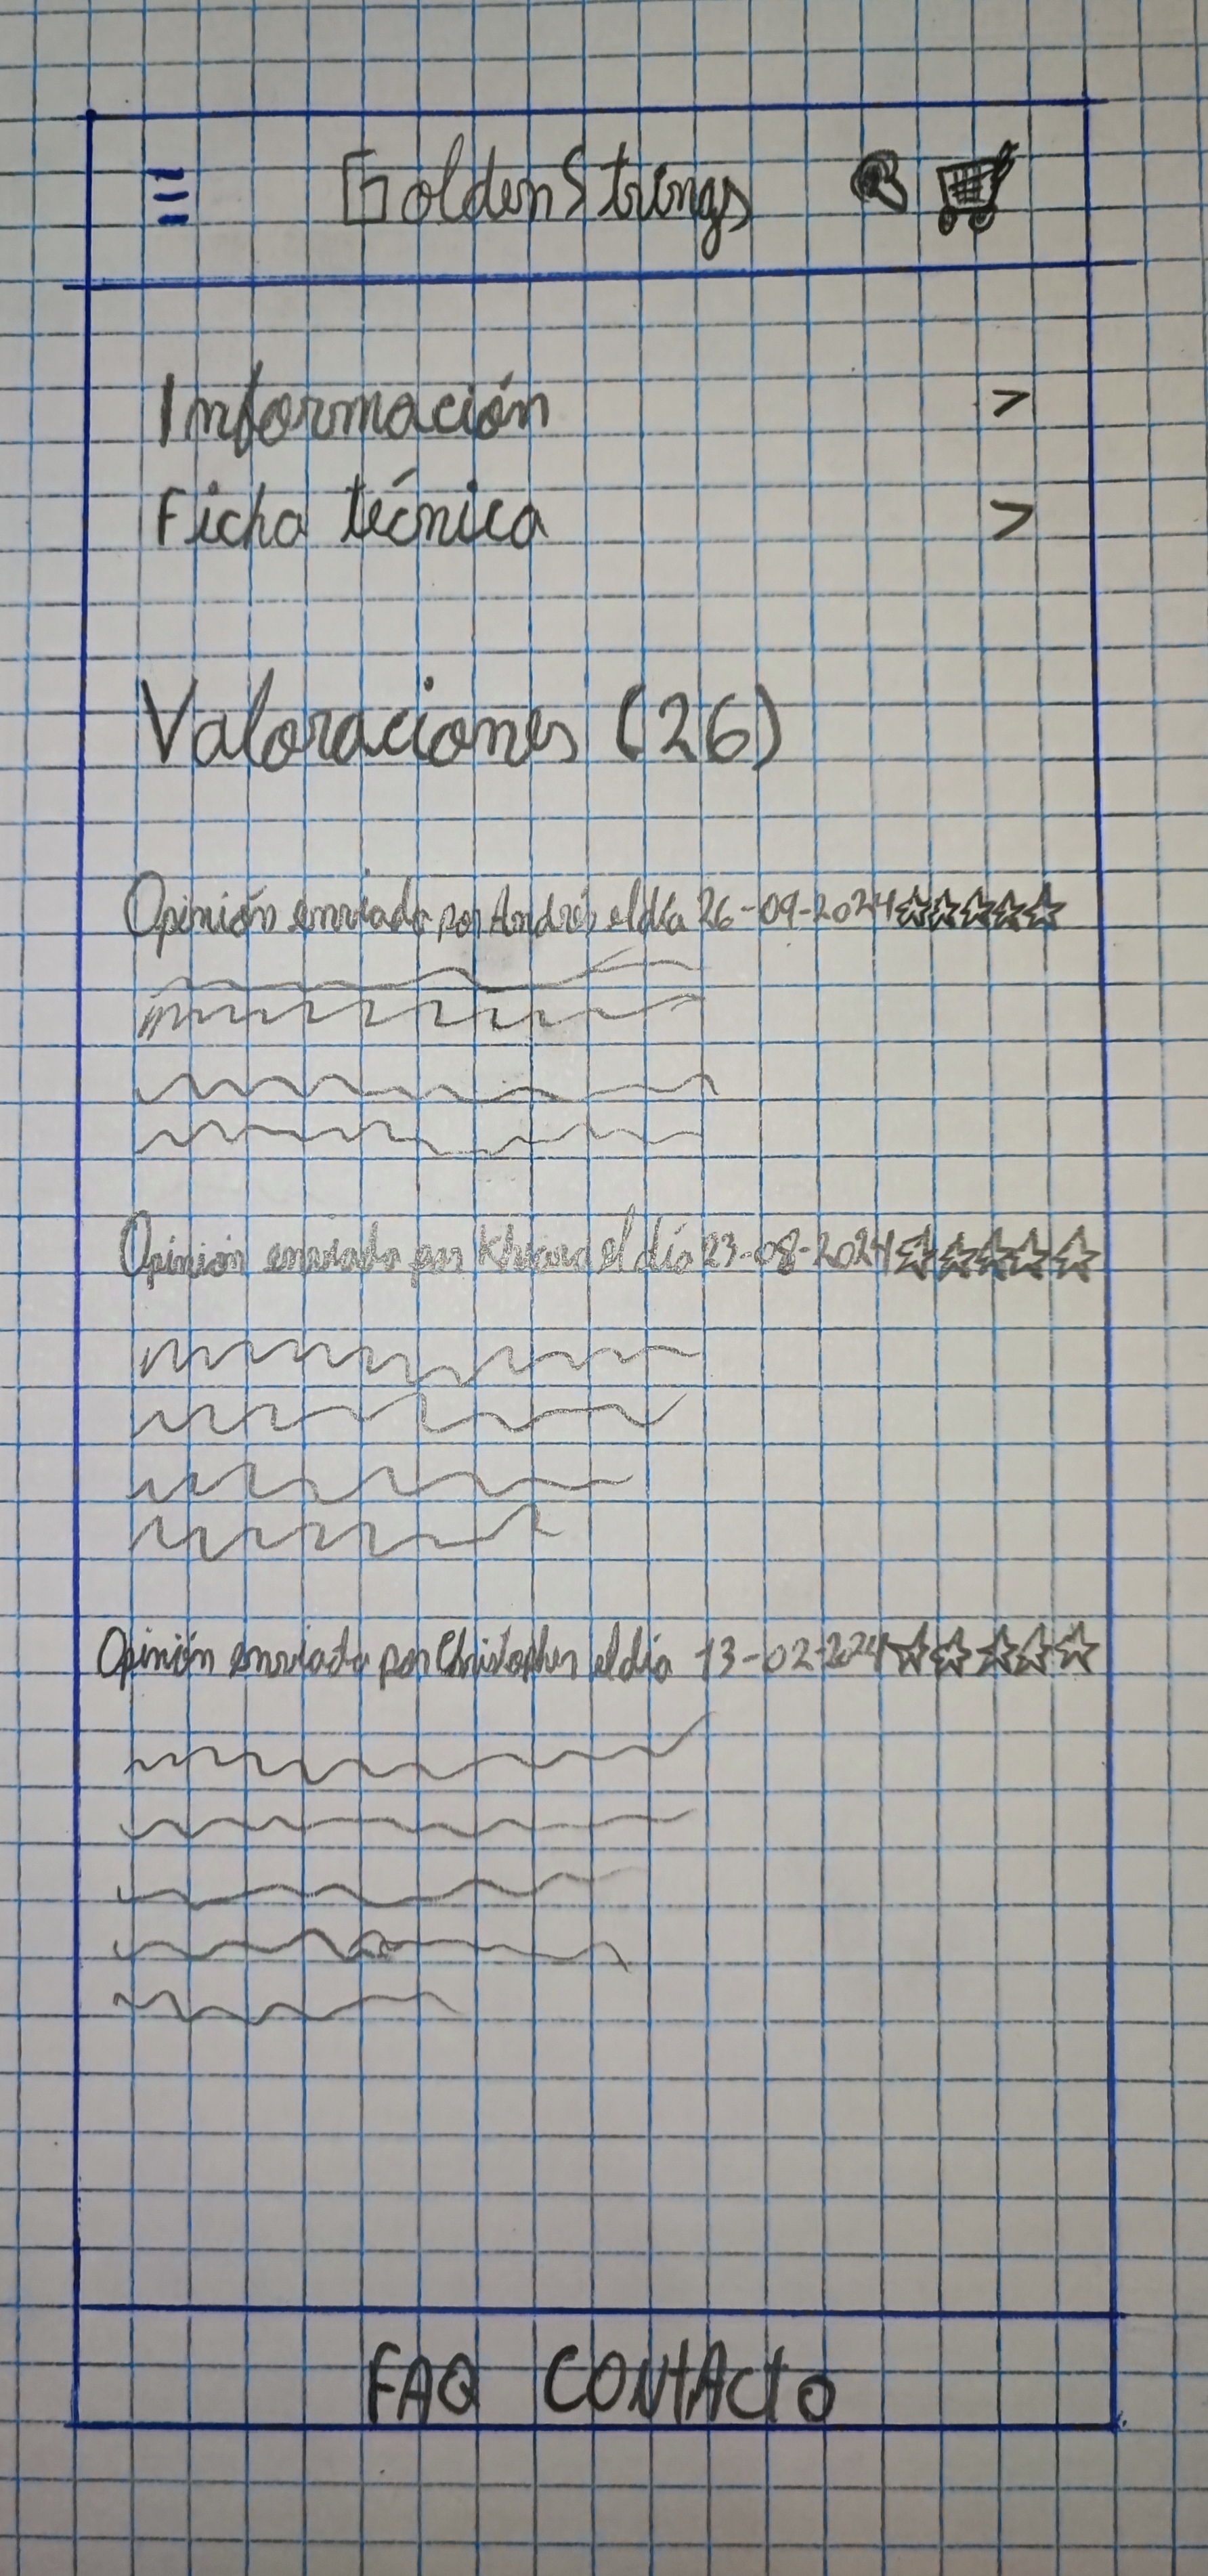 GoldenStrings
Información >
Ficha técnica >
Valoraciones (26)
Opinión enviada por Andrés el día 26-09-2024
Opinión enviada por el día 23-08-2024
Opinión enviada por Christopher el día 13-02-2024
FAQ CONTACTO